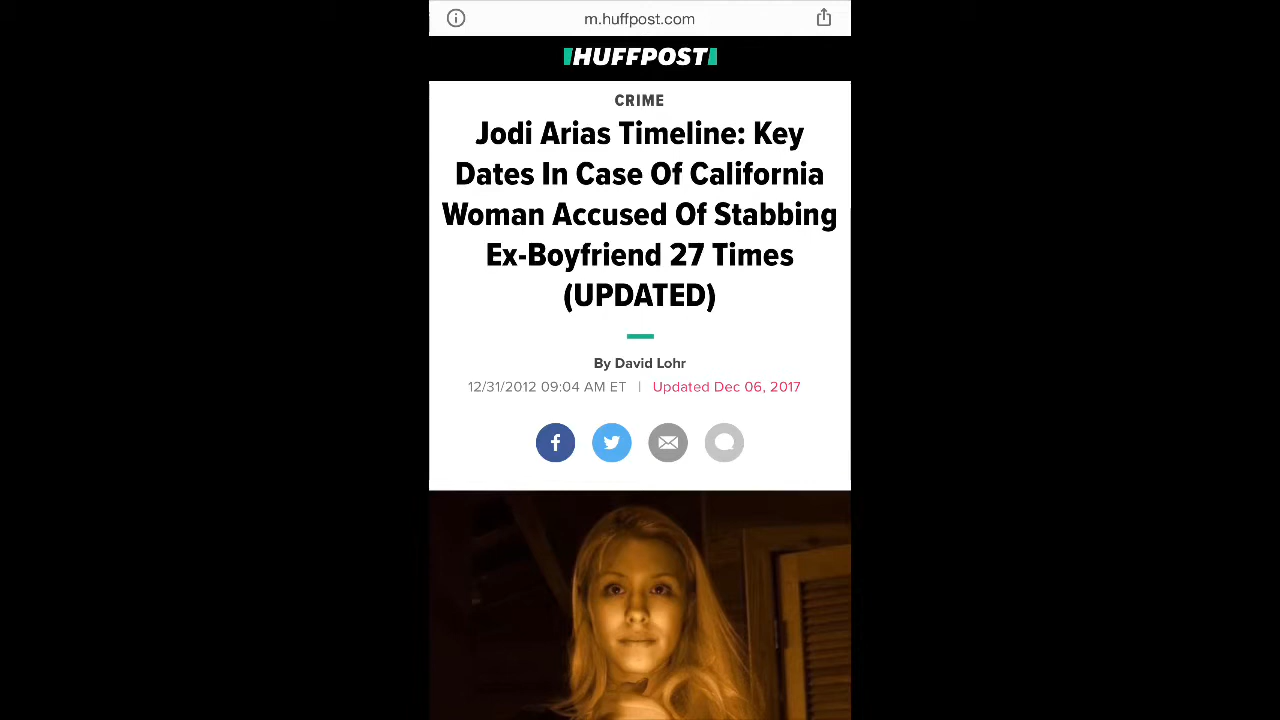 m.huffpost.com
HUFFPOST
CRIME
Jodi Arias Timeline: Key
Dates In Case Of California
Woman Accused Of Stabbing
Ex-Boyfriend 27 Times
(UPDATED)
By David Lohr
12/31/2012 09:04 AM ET | Updated Dec 06, 2017